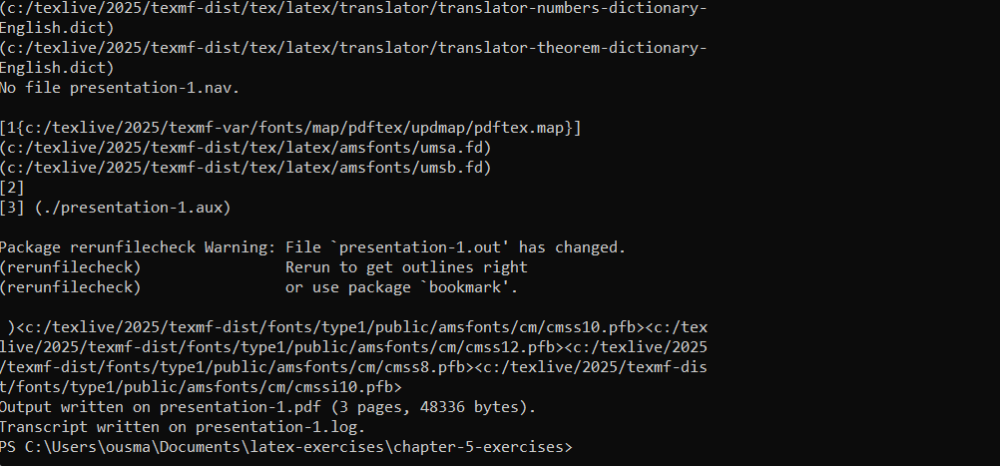 (c:/texlive/2025/texmf-dist/tex/latex/translator/translator-numbers-dictionary-
English.dict)
(c:/texlive/2025/texmf-dist/tex/latex/translator/translator-theorem-dictionary-
English.dict)
No file presentation-1.nav.
[1{c:/texlive/2025/texmf-var/fonts/map/pdftex/updmap/pdftex.map}]
(c:/texlive/2025/texmf-dist/tex/latex/amsfonts/umsa.fd)
(c:/texlive/2025/texmf-dist/tex/latex/amsfonts/umsb.fd)
[2]
[3] (./presentation-1.aux)
Package rerunfilecheck Warning: File `presentation-1.out' has changed.
(rerunfilecheck)                Rerun to get outlines right
(rerunfilecheck)                or use package `bookmark'.
 )<c:/texlive/2025/texmf-dist/fonts/type1/public/amsfonts/cm/cmss10.pfb><c:/tex
live/2025/texmf-dist/fonts/type1/public/amsfonts/cm/cmss12.pfb><c:/texlive/2025
/texmf-dist/fonts/type1/public/amsfonts/cm/cmss8.pfb><c:/texlive/2025/texmf-dis
t/fonts/type1/public/amsfonts/cm/cmssi10.pfb>
Output written on presentation-1.pdf (3 pages, 48336 bytes).
Transcript written on presentation-1.log.
PS C:\Users\ousma\Documents\latex-exercises\chapter-5-exercises>